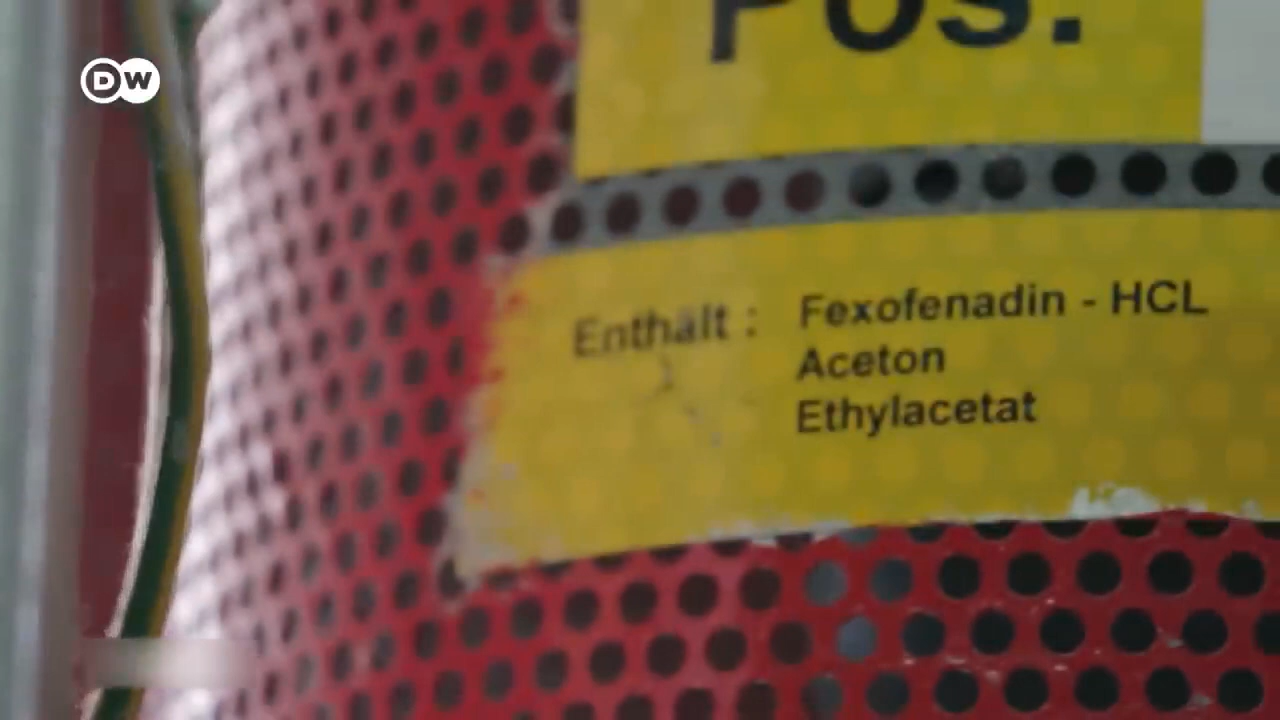 DW
Pos.
Enthält : Fexofenadin - HCL
Aceton
Ethylacetat